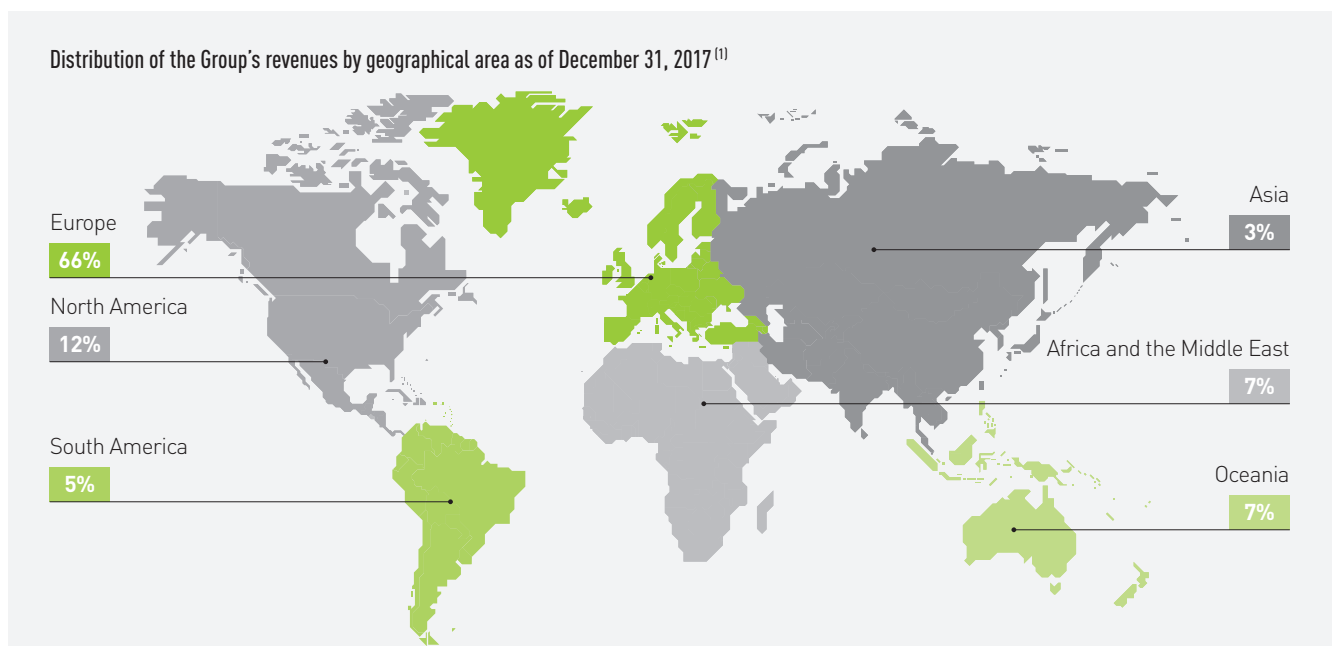 Distribution of the Group's revenues by geographical area as of December 31, 2017 (1)
Europe
66%
North America
12%
South America
5%
Asia
3%
Africa and the Middle East
7%
Oceania
7%